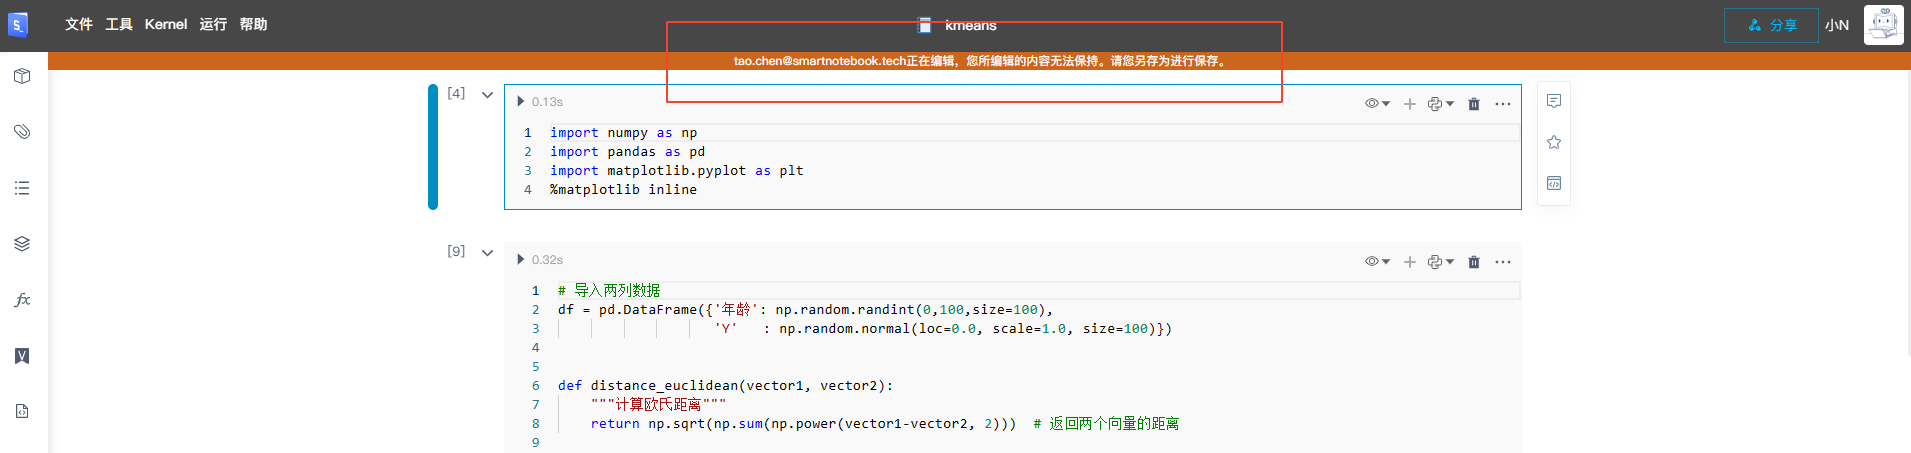 文件 工具 Kernel 运行 帮助 kmeans 分享 小N
tao.chen@smartnotebook.tech正在编辑，您所编辑的内容无法保持。请您另存为进行保存。
[4] 0.13s
1 import numpy as np
2 import pandas as pd
3 import matplotlib.pyplot as plt
4 %matplotlib inline
[9] 0.32s
1 # 导入两列数据
2 df = pd.DataFrame({'年龄': np.random.randint(0,100,size=100),
3 'Y' : np.random.normal(loc=0.0, scale=1.0, size=100)})
4
5
6 def distance_euclidean(vector1, vector2):
7 """计算欧氏距离"""
8 return np.sqrt(np.sum(np.power(vector1-vector2, 2))) # 返回两个向量的距离
9